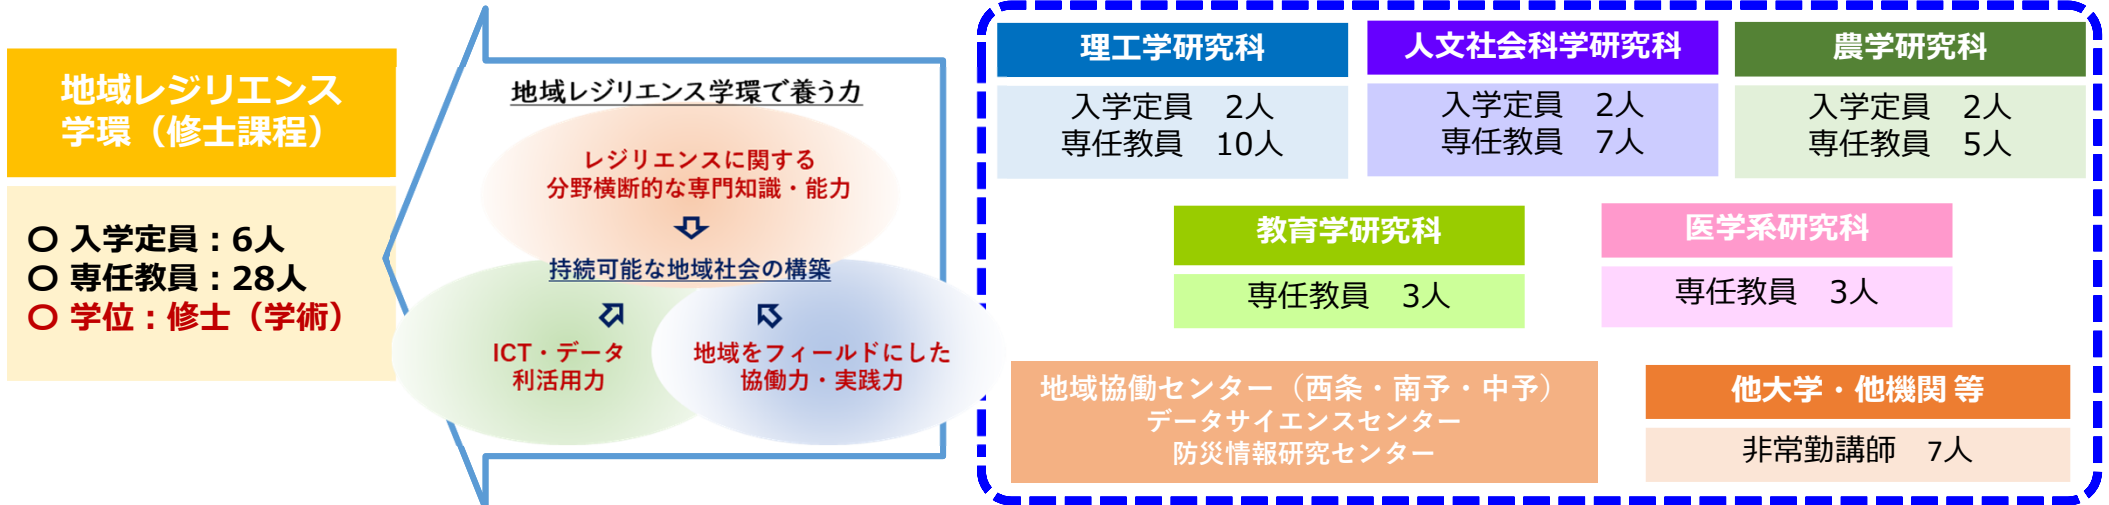 地域レジリエンス
学環（修士課程）
〇 入学定員：6人
〇 専任教員：28人
〇 学位：修士（学術）
地域レジリエンス学環で養う力
レジリエンスに関する
分野横断的な専門知識・能力
持続可能な地域社会の構築
ICT・データ
利活用力
地域をフィールドにした
協働力・実践力
理工学研究科
入学定員　2人
専任教員　10人
人文社会科学研究科
入学定員　2人
専任教員　7人
農学研究科
入学定員　2人
専任教員　5人
教育学研究科
専任教員　3人
医学系研究科
専任教員　3人
地域協働センター（西条・南予・中予）
データサイエンスセンター
防災情報研究センター
他大学・他機関 等
非常勤講師　7人